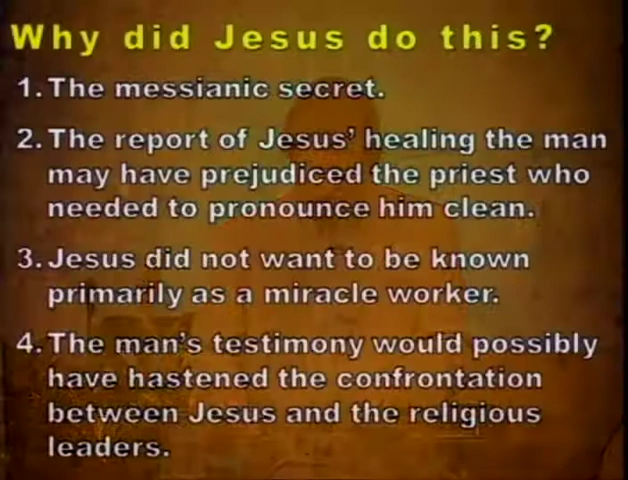 Why did Jesus do this?
1. The messianic secret.
2. The report of Jesus' healing the man
may have prejudiced the priest who
needed to pronounce him clean.
3. Jesus did not want to be known
primarily as a miracle worker.
4. The man's testimony would possibly
have hastened the confrontation
between Jesus and the religious
leaders.